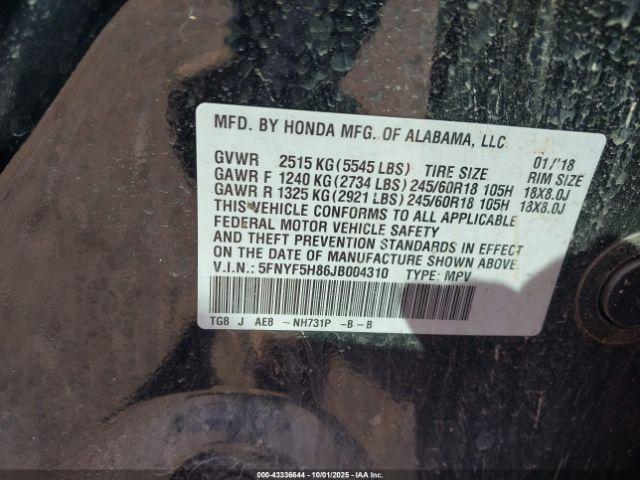 MFD. BY HONDA MFG. OF ALABAMA, LLC. 01/'18
GVWR 2515 KG (5545 LBS) TIRE SIZE RIM SIZE
GAWR F 1240 KG (2734 LBS) 245/60R18 105H 18X8.0J
GAWR R 1325 KG (2921 LBS) 245/60R18 105H 18X8.0J
THIS VEHICLE CONFORMS TO ALL APPLICABLE
FEDERAL MOTOR VEHICLE SAFETY
AND THEFT PREVENTION STANDARDS IN EFFECT
ON THE DATE OF MANUFACTURE SHOWN ABOVE.
V.I.N.: 5FNYF5H86JB004310 TYPE: MPV
TG8 J AE8 -NH731P -B-B
000-43336644 - 10/01/2025 - IAAI.COM